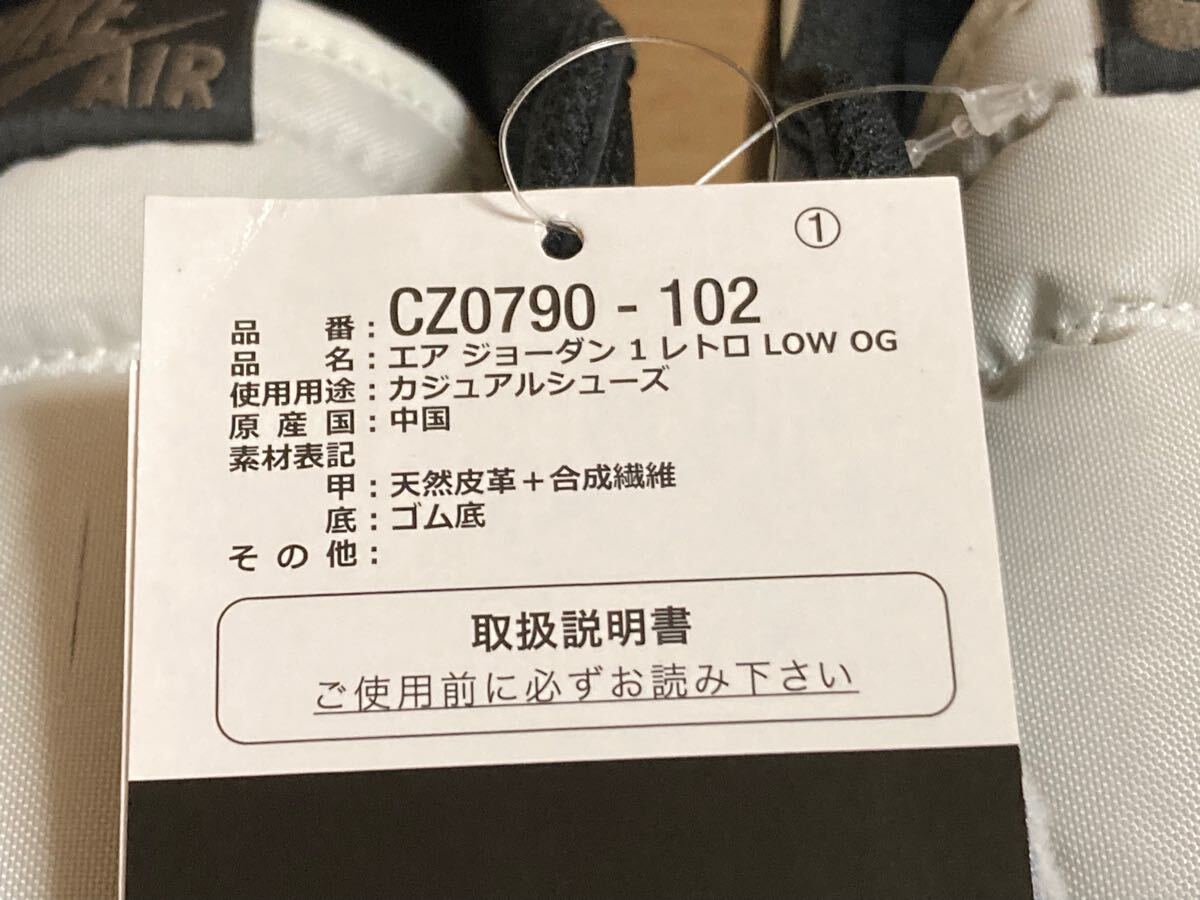 NIKE
AIR
①
品番：CZ0790 - 102
品名：エア ジョーダン 1 レトロ LOW OG
使用用途：カジュアルシューズ
原産国：中国
素材表記
甲：天然皮革＋合成繊維
底：ゴム底
その他：
取扱説明書
ご使用前に必ずお読み下さい